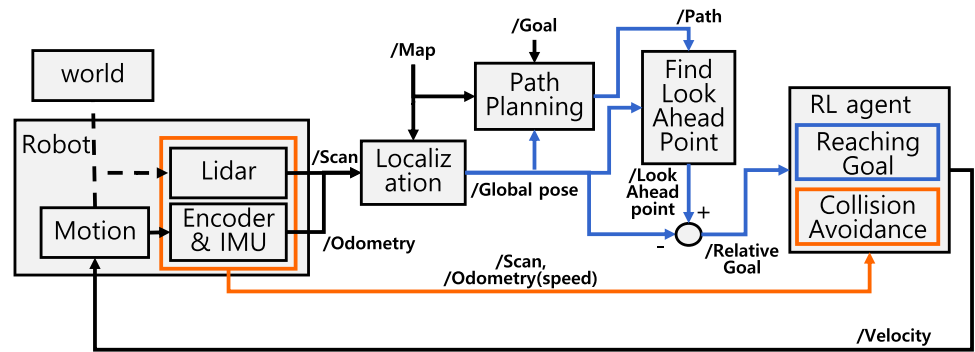 world
Robot
Lidar
Encoder
& IMU
Motion
/Scan
/Odometry
/Map
Localiz
ation
/Global pose
/Goal
Path
Planning
/Path
Find
Look
Ahead
Point
/Look
Ahead
point
+
-
/Relative
Goal
RL agent
Reaching
Goal
Collision
Avoidance
/Scan,
/Odometry(speed)
/Velocity